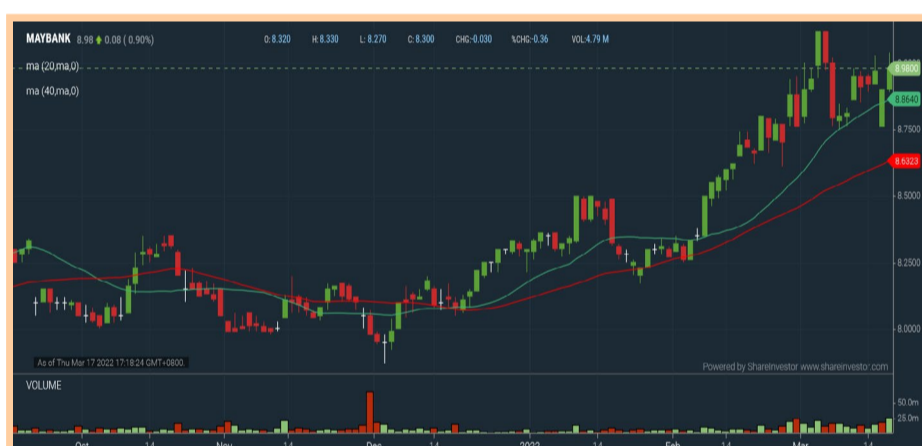 MAYBANK 8.98 0.08 ( 0.90%) O: 8.320 H: 8.330 L: 8.270 C: 8.300 CHG:-0.030 %CHG:-0.36 VOL:4.79 M
ma (20,ma,0)
ma (40,ma,0)
8.9800
8.8640
8.7500
8.6323
8.5000
8.2500
8.0000
As of Thu Mar 17 2022 17:18:24 GMT+0800.
Powered by ShareInvestor www.shareinvestor.com
VOLUME
50.0m
25.0m
Oct 14 Nov 14 Dec 14 2022 14 Feb 14 Mar 14